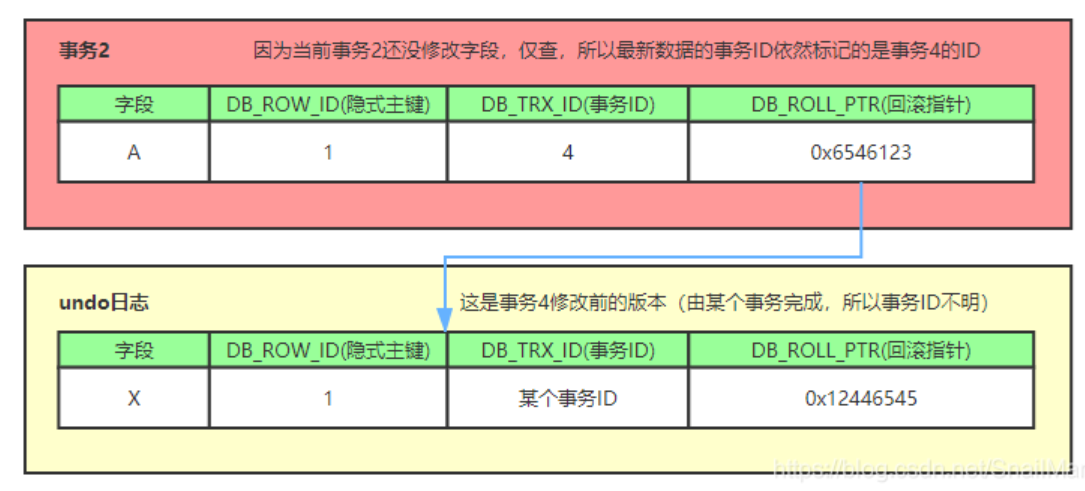 事务2 因为当前事务2还没修改字段，仅查，所以最新数据的事务ID依然标记的是事务4的ID
字段 DB_ROW_ID(隐式主键) DB_TRX_ID(事务ID) DB_ROLL_PTR(回滚指针)
A 1 4 0x6546123
undo日志 这是事务4修改前的版本（由某个事务完成，所以事务ID不明）
字段 DB_ROW_ID(隐式主键) DB_TRX_ID(事务ID) DB_ROLL_PTR(回滚指针)
X 1 某个事务ID 0x12446545
https://blog.csdn.net/SnailMan